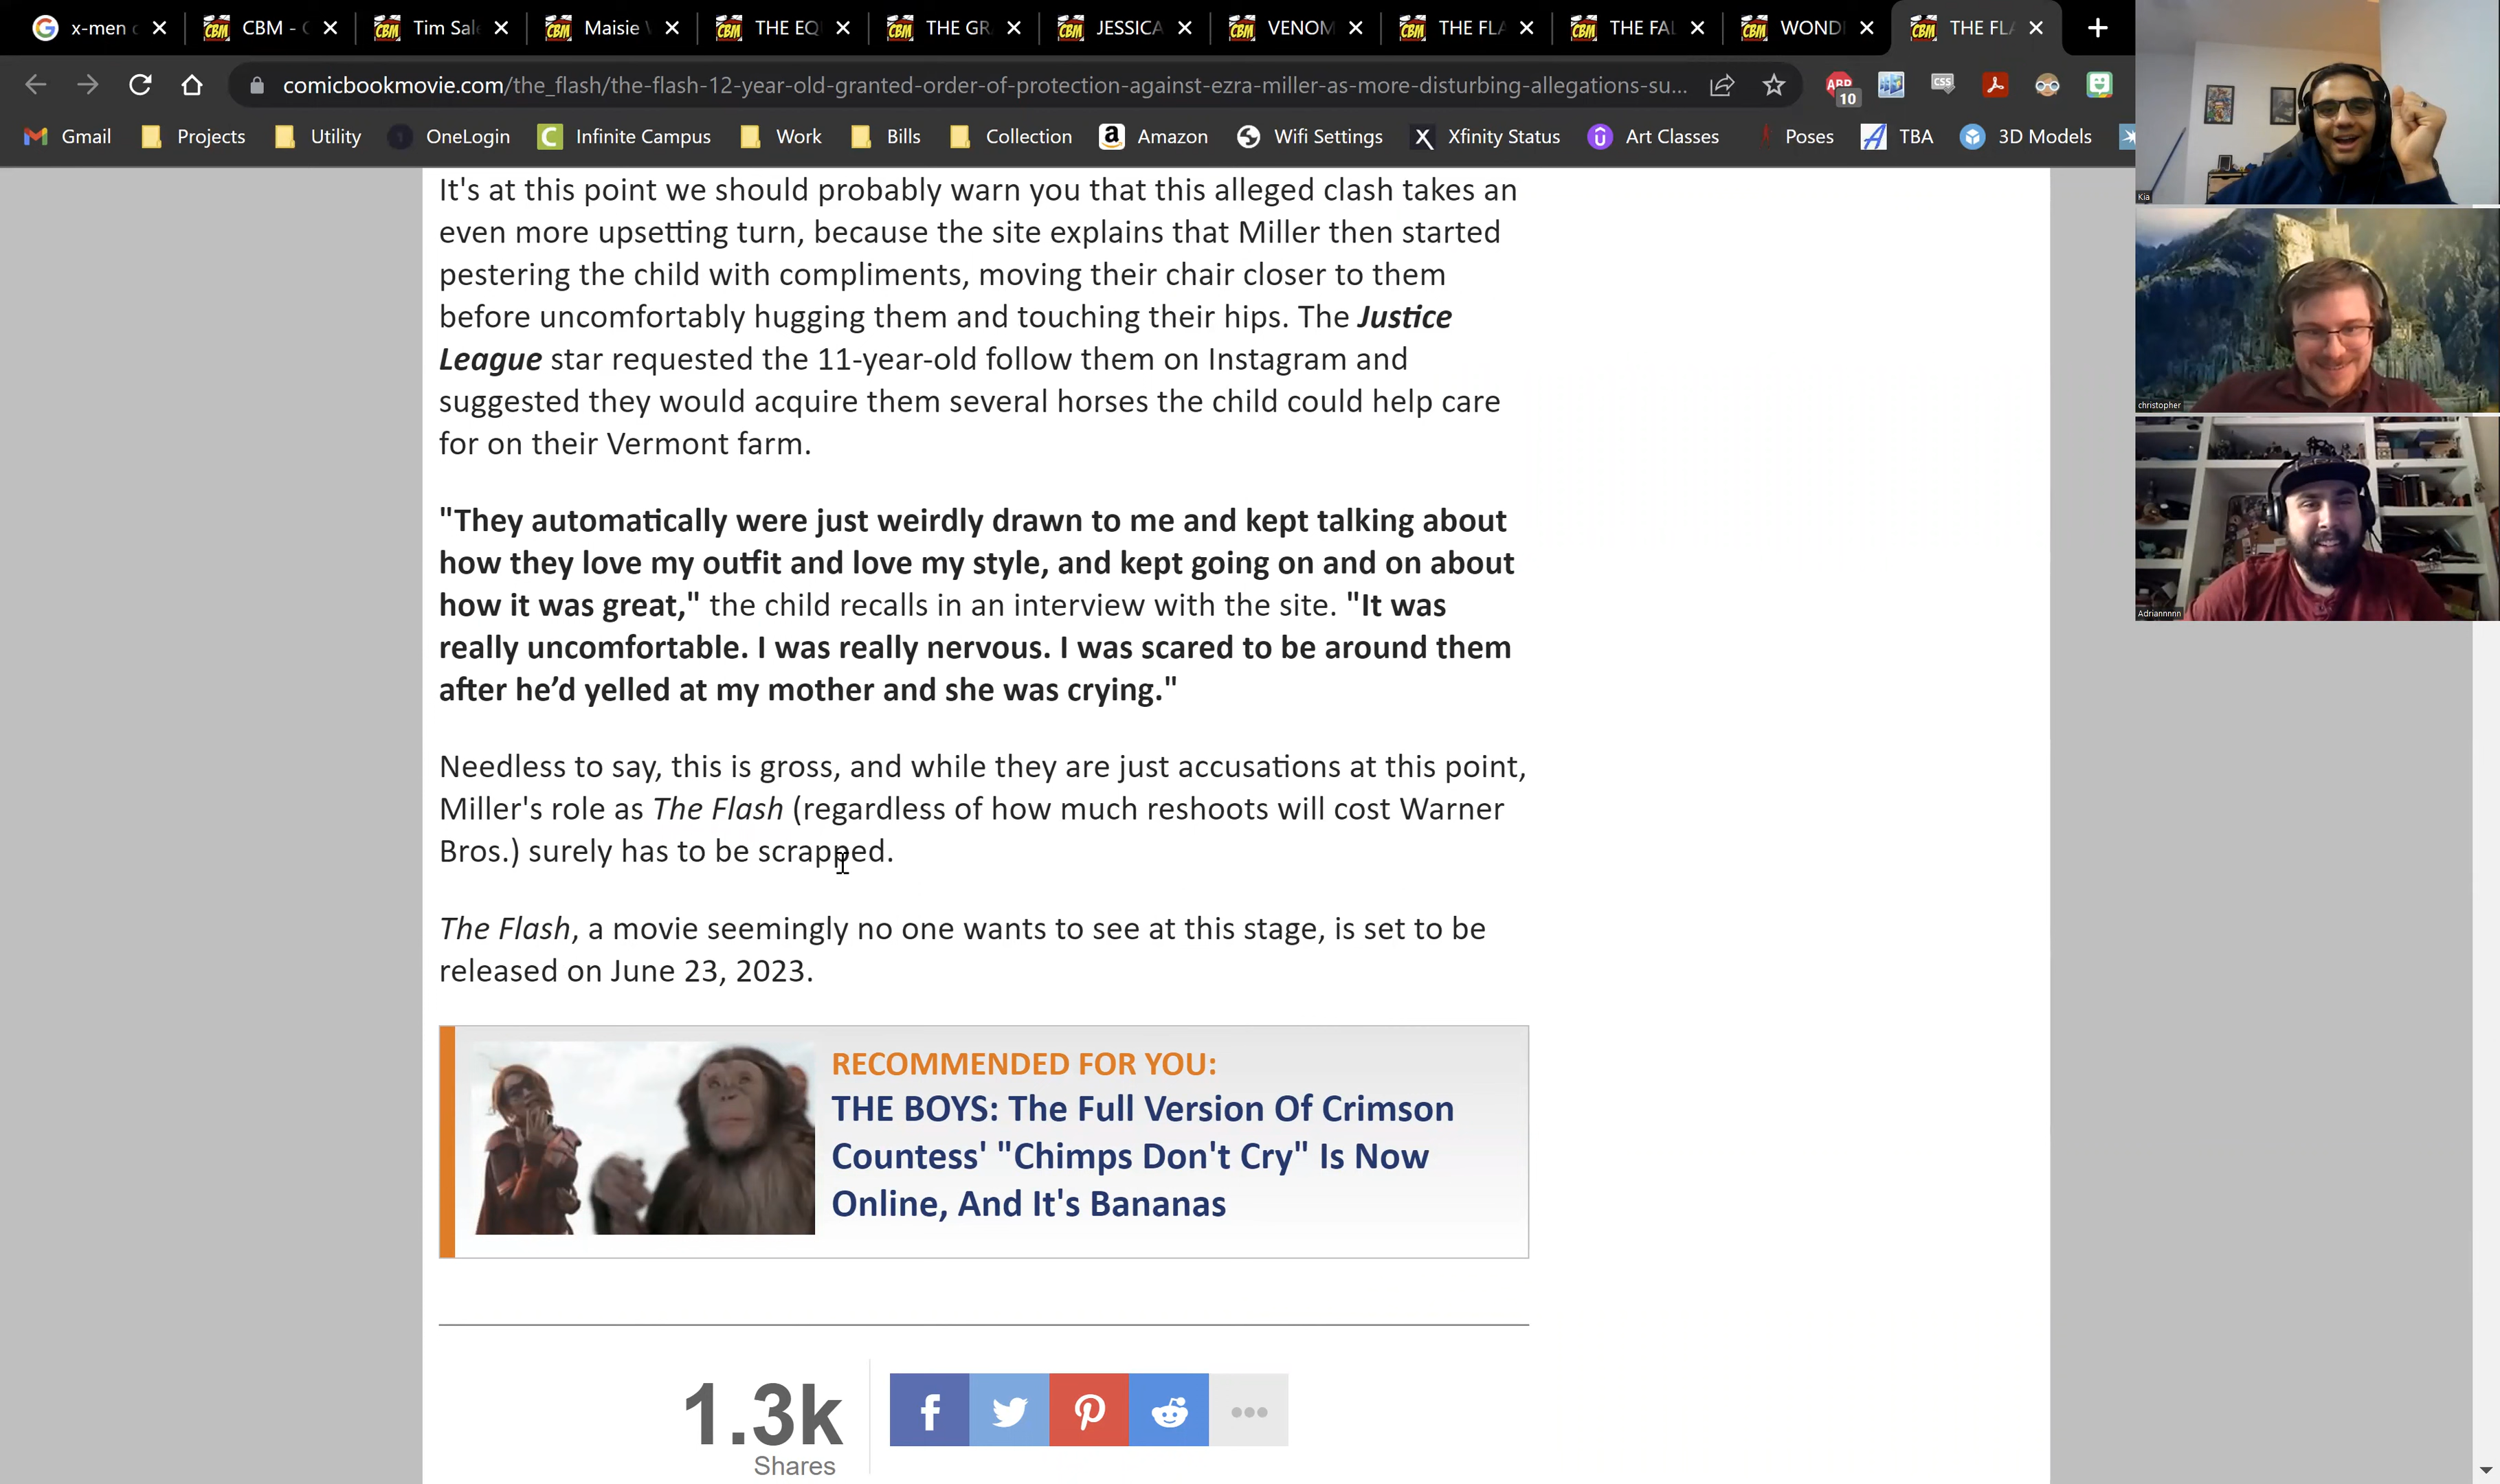 x-men
CBM -
Tim Sal
Maisie
THE EQ
THE GR
JESSICA
VENOM
THE FLA
THE FAL
WOND
THE FLA
comicbookmovie.com/the_flash/the-flash-12-year-old-granted-order-of-protection-against-ezra-miller-as-more-disturbing-allegations-su...
ABP
10
CSS
Gmail
Projects
Utility
OneLogin
Infinite Campus
Work
Bills
Collection
Amazon
Wifi Settings
Xfinity Status
Art Classes
Poses
TBA
3D Models
Kia
christopher
Adriannnnn
It's at this point we should probably warn you that this alleged clash takes an
even more upsetting turn, because the site explains that Miller then started
pestering the child with compliments, moving their chair closer to them
before uncomfortably hugging them and touching their hips. The Justice
League star requested the 11-year-old follow them on Instagram and
suggested they would acquire them several horses the child could help care
for on their Vermont farm.
"They automatically were just weirdly drawn to me and kept talking about
how they love my outfit and love my style, and kept going on and on about
how it was great," the child recalls in an interview with the site. "It was
really uncomfortable. I was really nervous. I was scared to be around them
after he’d yelled at my mother and she was crying."
Needless to say, this is gross, and while they are just accusations at this point,
Miller's role as The Flash (regardless of how much reshoots will cost Warner
Bros.) surely has to be scrapped.
The Flash, a movie seemingly no one wants to see at this stage, is set to be
released on June 23, 2023.
RECOMMENDED FOR YOU:
THE BOYS: The Full Version Of Crimson
Countess' "Chimps Don't Cry" Is Now
Online, And It's Bananas
1.3k
Shares